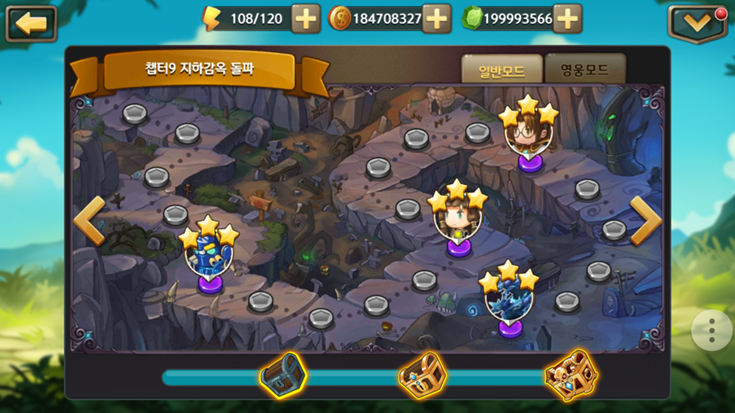 108/120
184708327
199993566
챕터9 지하감옥 돌파
일반모드
영웅모드